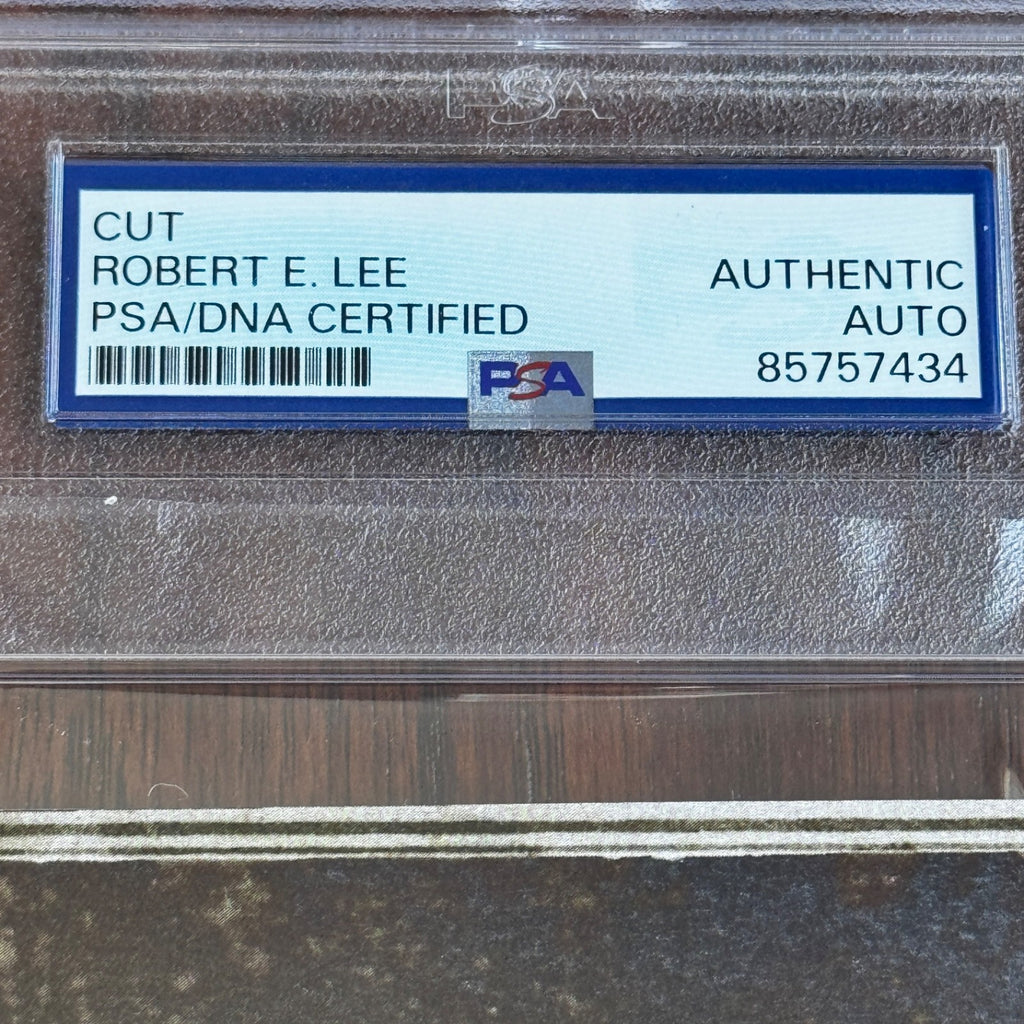 PSA
CUT
ROBERT E. LEE
PSA/DNA CERTIFIED
AUTHENTIC
AUTO
85757434
PSA